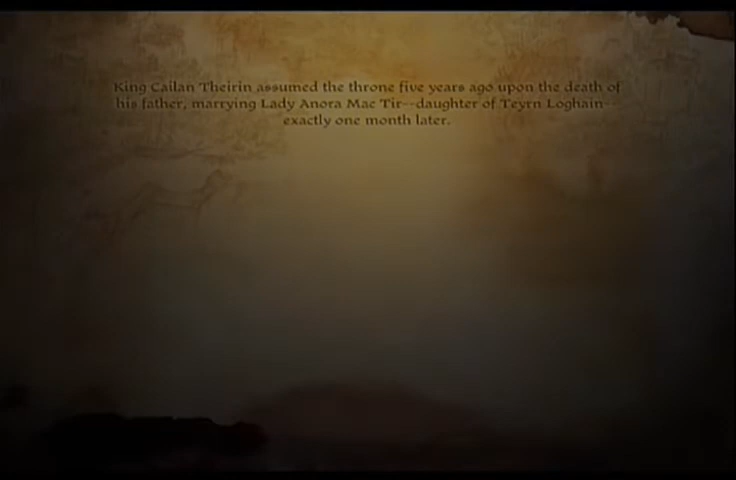 King Cailan Theirin assumed the throne five years ago upon the death of
his father, marrying Lady Anora Mac Tir--daughter of Teyrn Loghain--
exactly one month later.